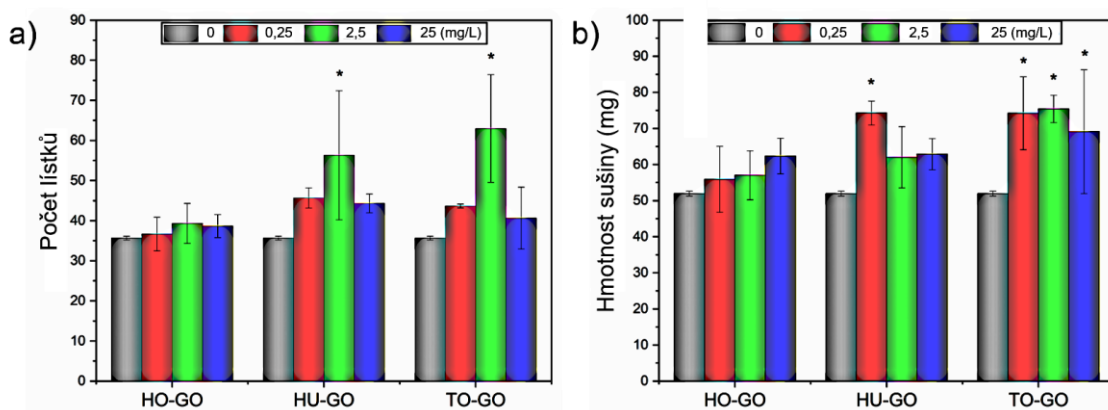 a)
0 0,25 2,5 25 (mg/L)
Počet lístků
90
80
70
60
50
40
30
20
10
0
* *
HO-GO HU-GO TO-GO
b)
0 0,25 2,5 25 (mg/L)
Hmotnost sušiny (mg)
100
90
80
70
60
50
40
30
20
10
0
* * * *
HO-GO HU-GO TO-GO